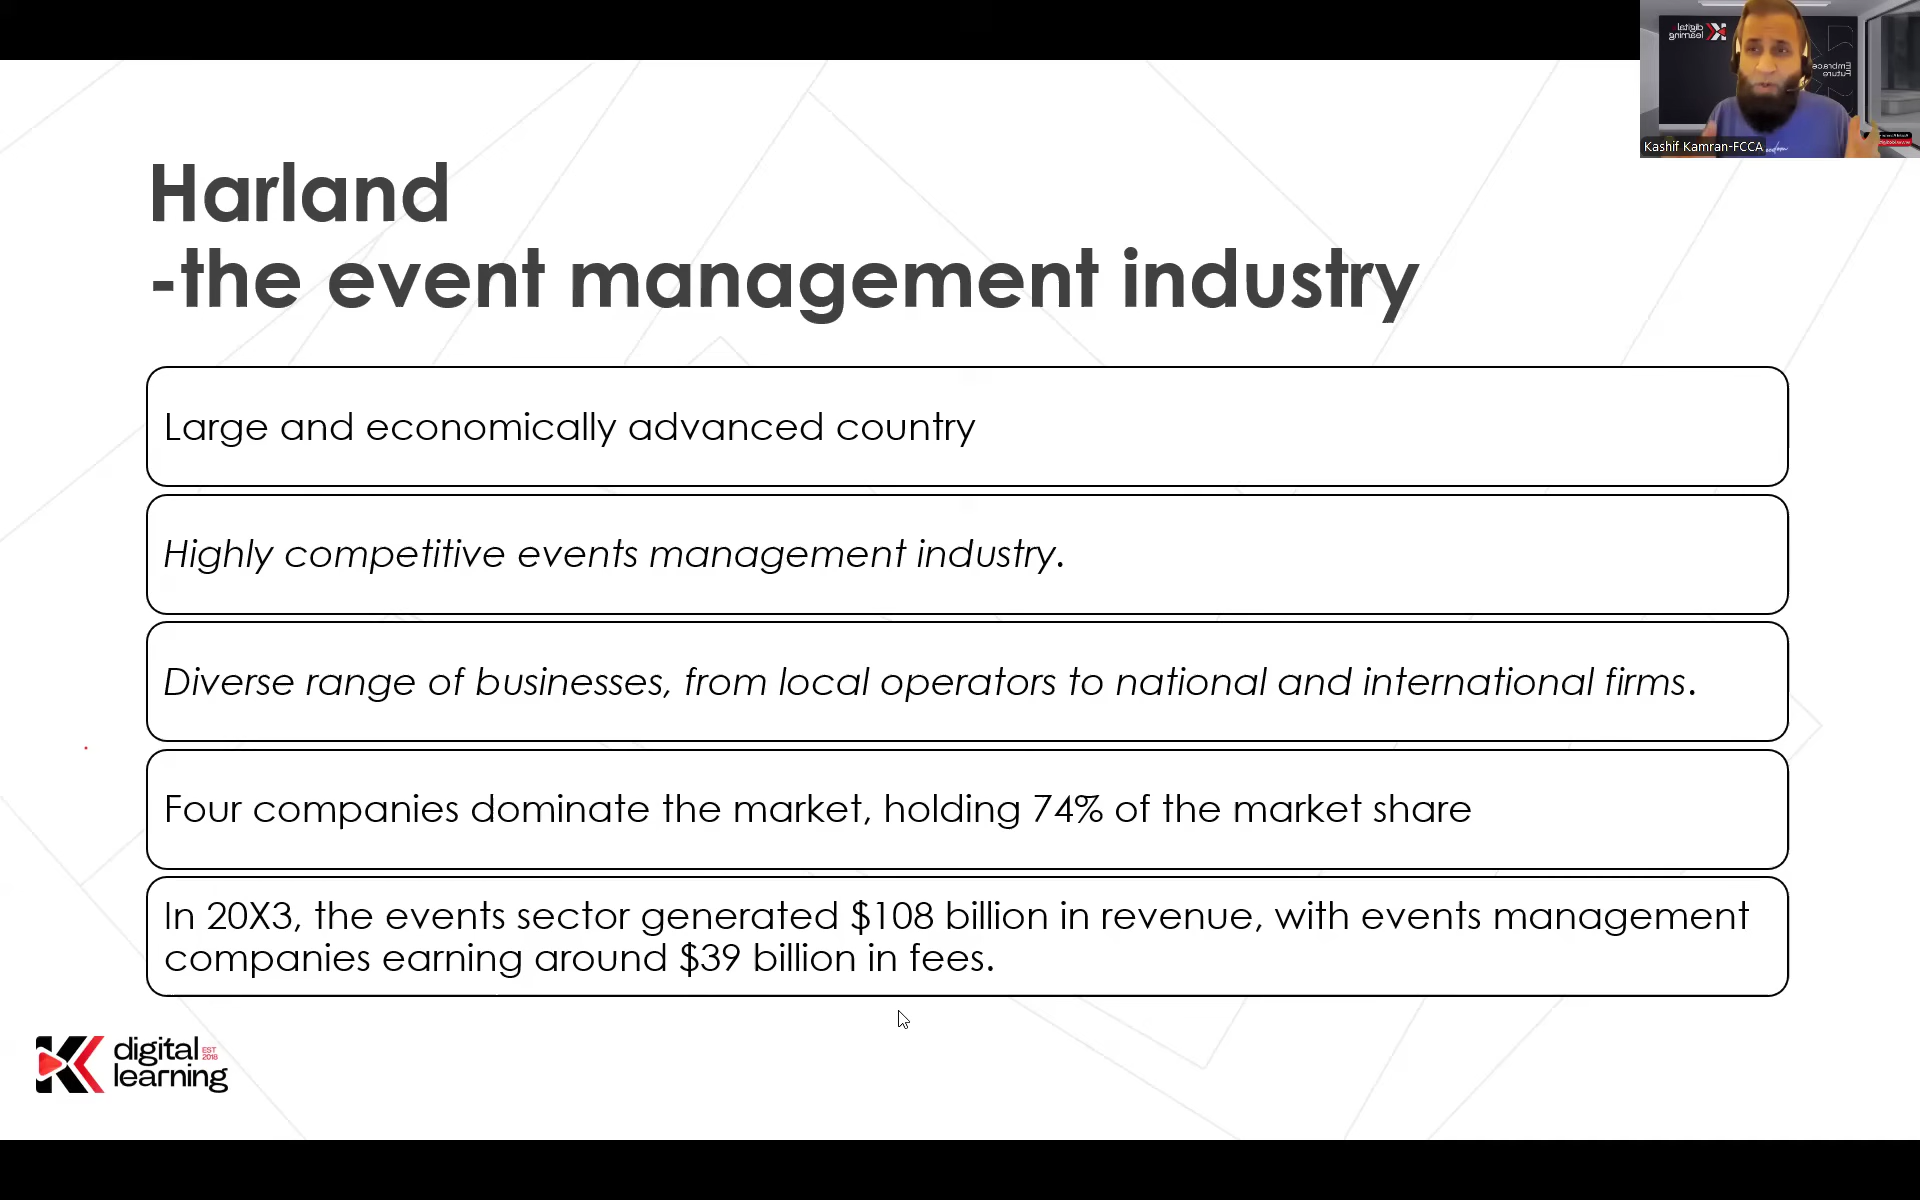 Kashif Kamran-FCCA
Harland
-the event management industry
Large and economically advanced country
Highly competitive events management industry.
Diverse range of businesses, from local operators to national and international firms.
Four companies dominate the market, holding 74% of the market share
In 20X3, the events sector generated $108 billion in revenue, with events management
companies earning around $39 billion in fees.
digital EST 2018
learning